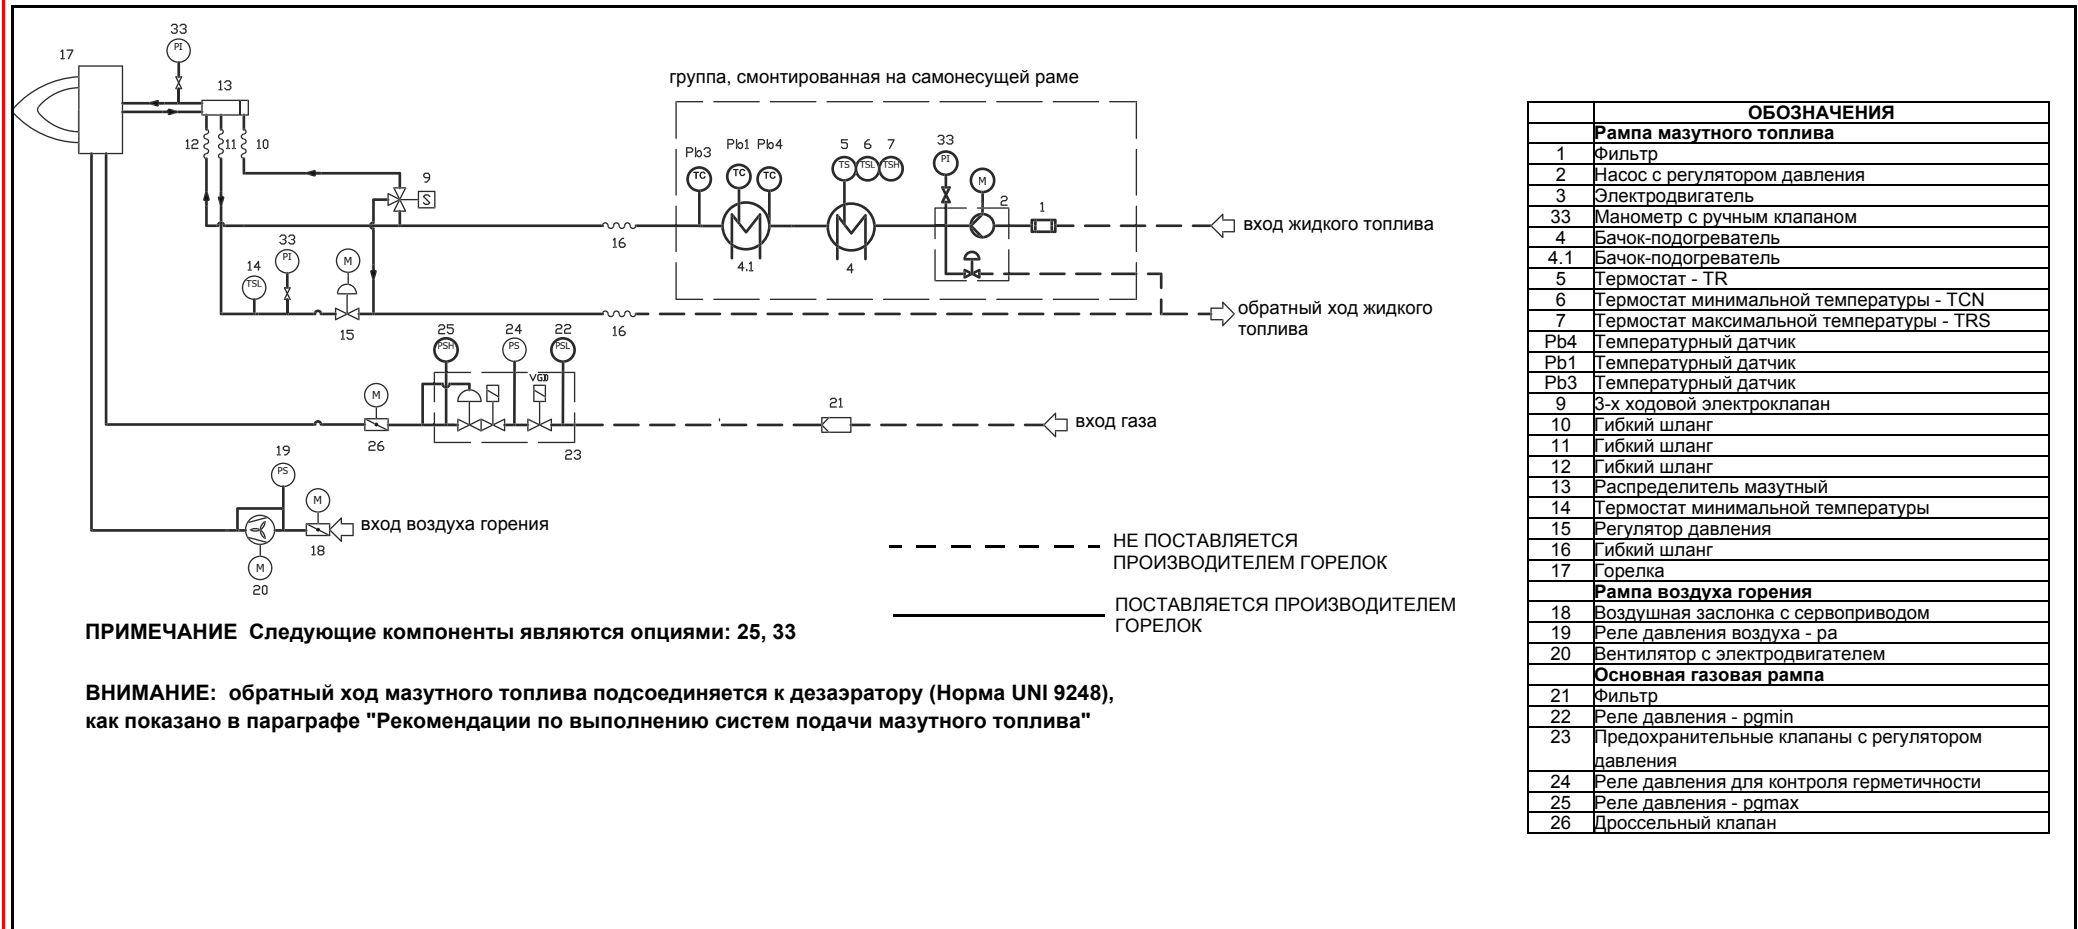 33
PI
17
13
12
11
10
9
S
группа, смонтированная на самонесущей раме
Pb3
Pb1
Pb4
5
6
7
33
TC
TC
TC
TS
TSL
TSH
PI
M
2
1
вход жидкого топлива
16
4.1
4
33
14
PI
M
TSL
15
16
обратный ход жидкого
топлива
25
24
22
PSH
PS
PSL
VGD
M
26
21
вход газа
23
19
PS
M
вход воздуха горения
18
M
20
НЕ ПОСТАВЛЯЕТСЯ
ПРОИЗВОДИТЕЛЕМ ГОРЕЛОК
ПОСТАВЛЯЕТСЯ ПРОИЗВОДИТЕЛЕМ
ГОРЕЛОК
ПРИМЕЧАНИЕ Следующие компоненты являются опциями: 25, 33
ВНИМАНИЕ: обратный ход мазутного топлива подсоединяется к дезаэратору (Норма UNI 9248),
как показано в параграфе "Рекомендации по выполнению систем подачи мазутного топлива"
ОБОЗНАЧЕНИЯ
Рампа мазутного топлива
1 Фильтр
2 Насос с регулятором давления
3 Электродвигатель
33 Манометр с ручным клапаном
4 Бачок-подогреватель
4.1 Бачок-подогреватель
5 Термостат - TR
6 Термостат минимальной температуры - TCN
7 Термостат максимальной температуры - TRS
Pb4 Температурный датчик
Pb1 Температурный датчик
Pb3 Температурный датчик
9 3-х ходовой электроклапан
10 Гибкий шланг
11 Гибкий шланг
12 Гибкий шланг
13 Распределитель мазутный
14 Термостат минимальной температуры
15 Регулятор давления
16 Гибкий шланг
17 Горелка
Рампа воздуха горения
18 Воздушная заслонка с сервоприводом
19 Реле давления воздуха - pa
20 Вентилятор с электродвигателем
Основная газовая рампа
21 Фильтр
22 Реле давления - pgmin
23 Предохранительные клапаны с регулятором
давления
24 Реле давления для контроля герметичности
25 Реле давления - pgmax
26 Дроссельный клапан